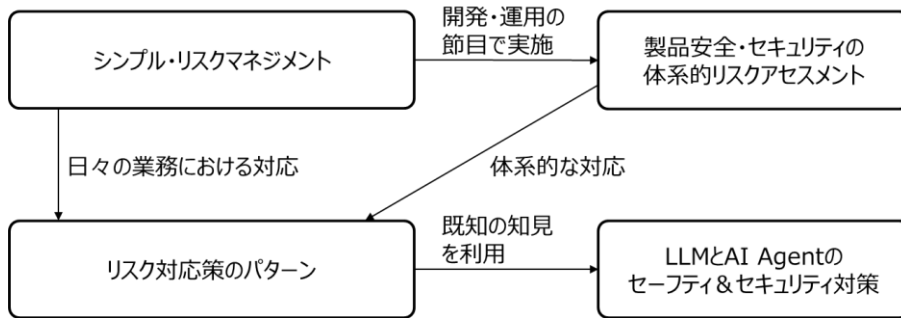 シンプル・リスクマネジメント
開発・運用の
節目で実施
製品安全・セキュリティの
体系的リスクアセスメント
日々の業務における対応
体系的な対応
リスク対応策のパターン
既知の知見
を利用
LLMとAI Agentの
セーフティ＆セキュリティ対策